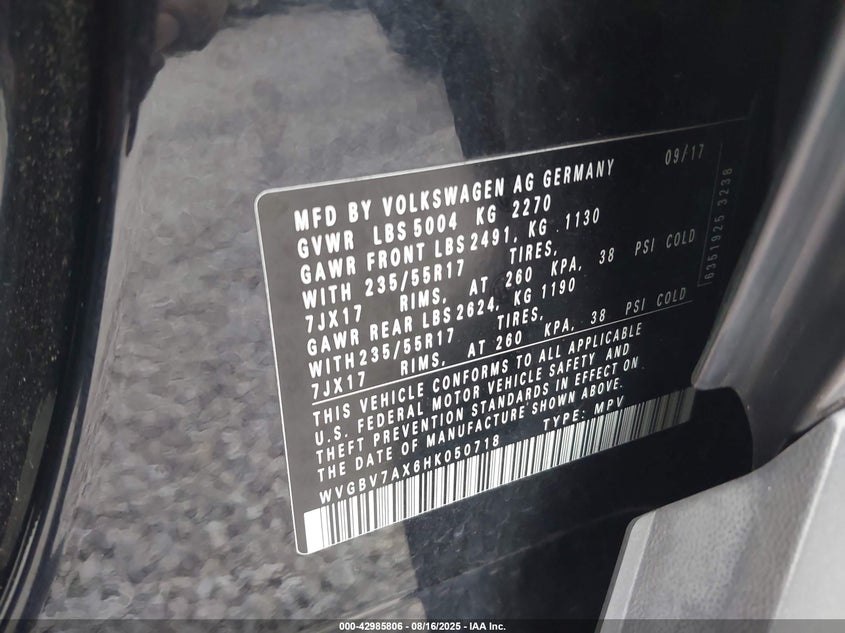 09/17
MFD BY VOLKSWAGEN AG GERMANY
GVWR LBS 5004 KG 2270
GAWR FRONT LBS 2491, KG 1130
WITH 235/55R17 TIRES,
7JX17 RIMS, AT 260 KPA, 38 PSI COLD
GAWR REAR LBS 2624, KG 1190
WITH 235/55R17 TIRES,
7JX17 RIMS, AT 260 KPA, 38 PSI COLD
THIS VEHICLE CONFORMS TO ALL APPLICABLE
U.S. FEDERAL MOTOR VEHICLE SAFETY AND
THEFT PREVENTION STANDARDS IN EFFECT ON
THE DATE OF MANUFACTURE SHOWN ABOVE.
WVGBV7AX6HK050718 TYPE: MPV
6351925 3238
000-42985806 - 08/16/2025 - IAA Inc.